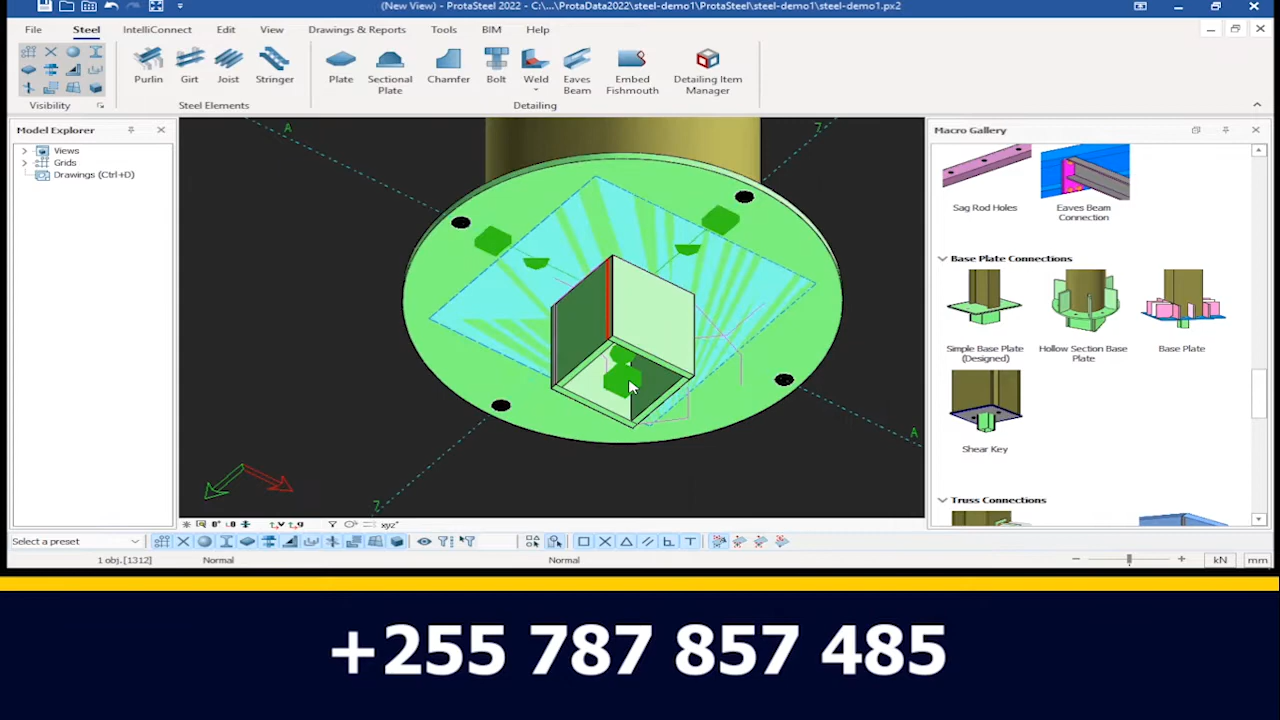 (New View) - ProtaSteel 2022 - C:\...\ProtaData2022\steel-demo1\ProtaSteel\steel-demo1\steel-demo1.px2
File Steel IntelliConnect Edit View Drawings & Reports Tools BIM Help
Purlin Girt Joist Stringer Plate Sectional Plate Chamfer Bolt Weld Eaves Beam Embed Fishmouth Detailing Item Manager
Visibility Steel Elements Detailing
Model Explorer
Views
Grids
Drawings (Ctrl+D)
A
Z
A
Z
Macro Gallery
Sag Rod Holes
Eaves Beam Connection
Base Plate Connections
Simple Base Plate (Designed)
Hollow Section Base Plate
Base Plate
Shear Key
Truss Connections
xyz
Select a preset
1 obj.[1312] Normal Normal kN mm
+255 787 857 485